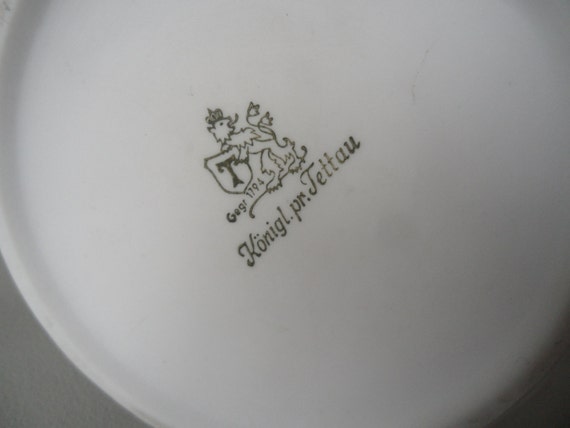 T
Gegr. 1794
Königl. pr. Tettau